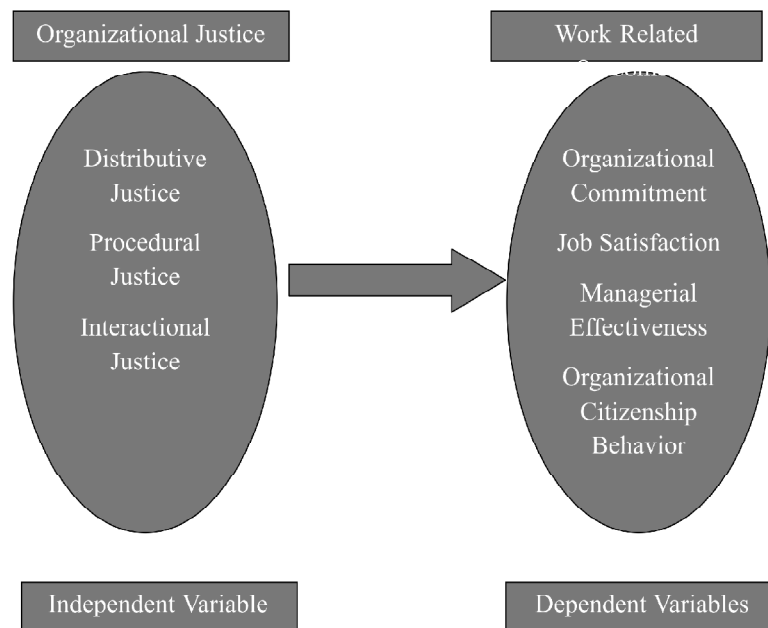 Organizational Justice
Work Related
Distributive
Justice
Procedural
Justice
Interactional
Justice
Organizational
Commitment
Job Satisfaction
Managerial
Effectiveness
Organizational
Citizenship
Behavior
Independent Variable
Dependent Variables